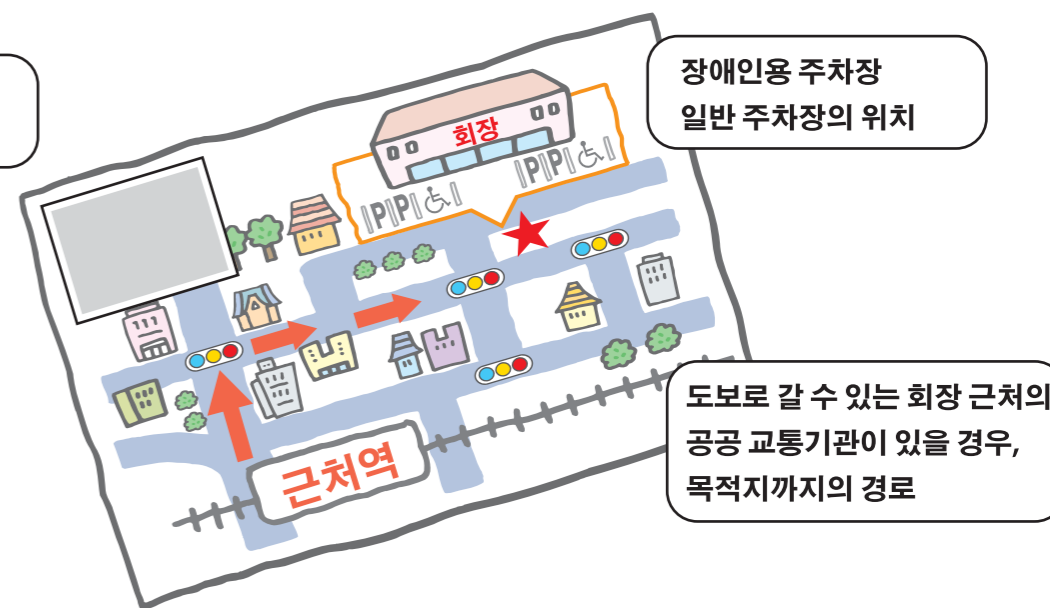 장애인용 주차장
일반 주차장의 위치
회장
PP
PP
도보로 갈 수 있는 회장 근처의
공공 교통기관이 있을 경우,
목적지까지의 경로
근처역